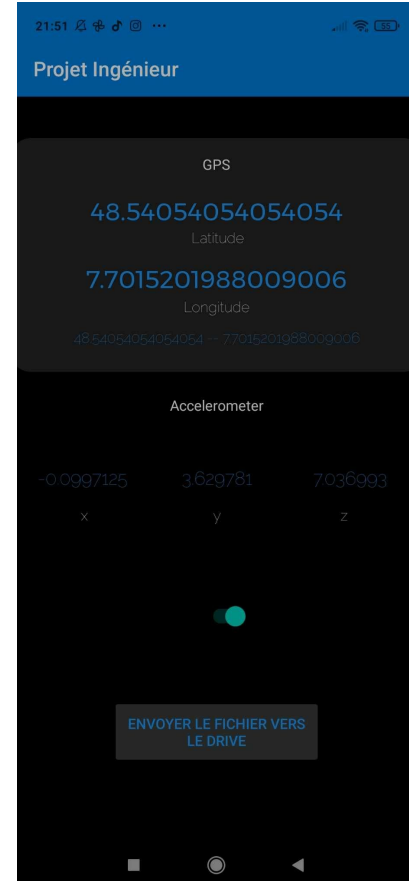 21:51
55
Projet Ingénieur
GPS
48.54054054054054
Latitude
7.7015201988009006
Longitude
48.54054054054054 -- 7.7015201988009006
Accelerometer
-0.0997125 3.629781 7.036993
x y z
ENVOYER LE FICHIER VERS
LE DRIVE